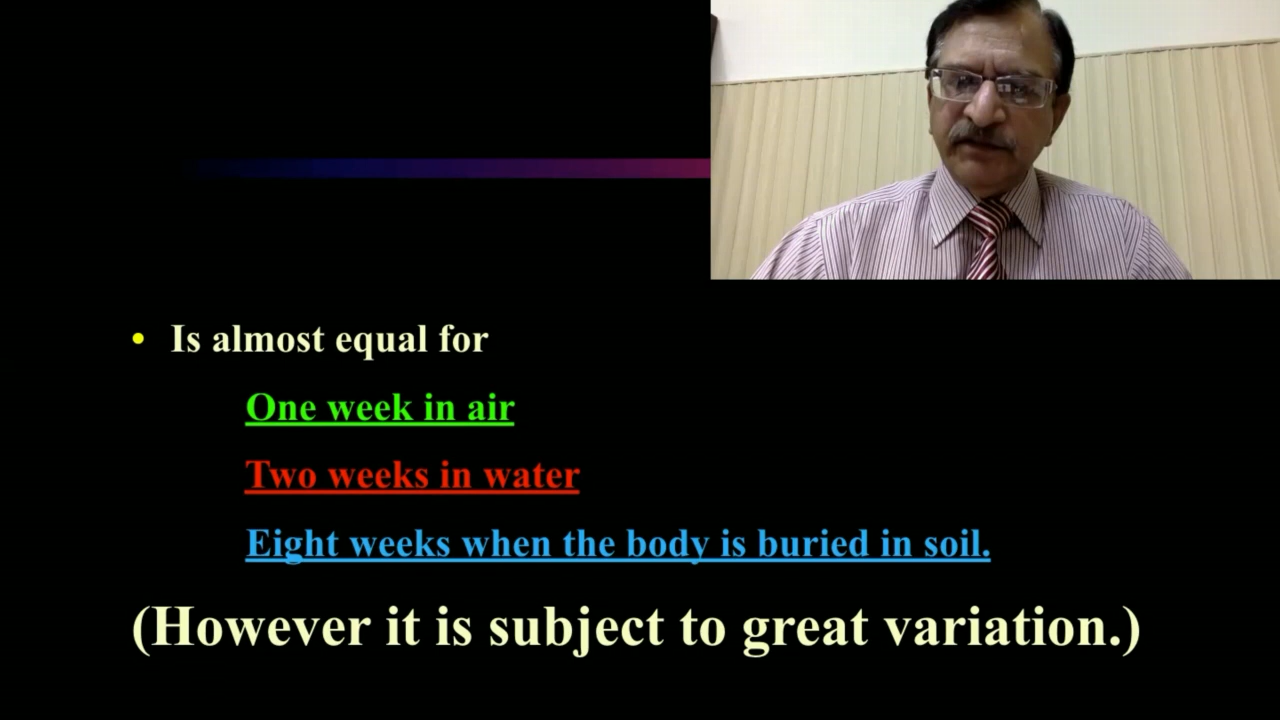 Is almost equal for
One week in air
Two weeks in water
Eight weeks when the body is buried in soil.
(However it is subject to great variation.)